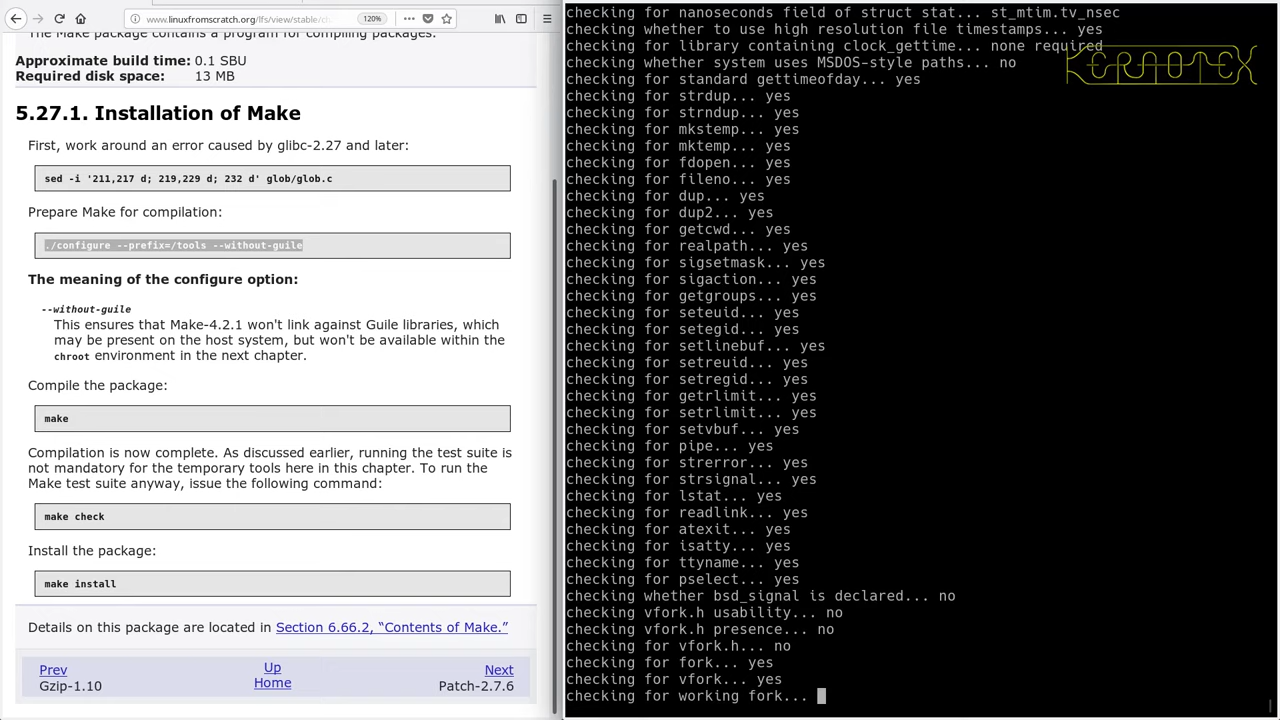 www.linuxfromscratch.org/lfs/view/stable/c
120%
The Make package contains a program for compiling packages.
Approximate build time: 0.1 SBU
Required disk space: 13 MB
5.27.1. Installation of Make
First, work around an error caused by glibc-2.27 and later:
sed -i '211,217 d; 219,229 d; 232 d' glob/glob.c
Prepare Make for compilation:
./configure --prefix=/tools --without-guile
The meaning of the configure option:
--without-guile
This ensures that Make-4.2.1 won't link against Guile libraries, which
may be present on the host system, but won't be available within the
chroot environment in the next chapter.
Compile the package:
make
Compilation is now complete. As discussed earlier, running the test suite is
not mandatory for the temporary tools here in this chapter. To run the
Make test suite anyway, issue the following command:
make check
Install the package:
make install
Details on this package are located in Section 6.66.2, “Contents of Make.”
Prev
Gzip-1.10
Up
Home
Next
Patch-2.7.6
checking for nanoseconds field of struct stat... st_mtim.tv_nsec
checking whether to use high resolution file timestamps... yes
checking for library containing clock_gettime... none required
checking whether system uses MSDOS-style paths... no
checking for standard gettimeofday... yes
checking for strdup... yes
checking for strndup... yes
checking for mkstemp... yes
checking for mktemp... yes
checking for fdopen... yes
checking for fileno... yes
checking for dup... yes
checking for dup2... yes
checking for getcwd... yes
checking for realpath... yes
checking for sigsetmask... yes
checking for sigaction... yes
checking for getgroups... yes
checking for seteuid... yes
checking for setegid... yes
checking for setlinebuf... yes
checking for setreuid... yes
checking for setregid... yes
checking for getrlimit... yes
checking for setrlimit... yes
checking for setvbuf... yes
checking for pipe... yes
checking for strerror... yes
checking for strsignal... yes
checking for lstat... yes
checking for readlink... yes
checking for atexit... yes
checking for isatty... yes
checking for ttyname... yes
checking for pselect... yes
checking whether bsd_signal is declared... no
checking vfork.h usability... no
checking vfork.h presence... no
checking for vfork.h... no
checking for fork... yes
checking for vfork... yes
checking for working fork...